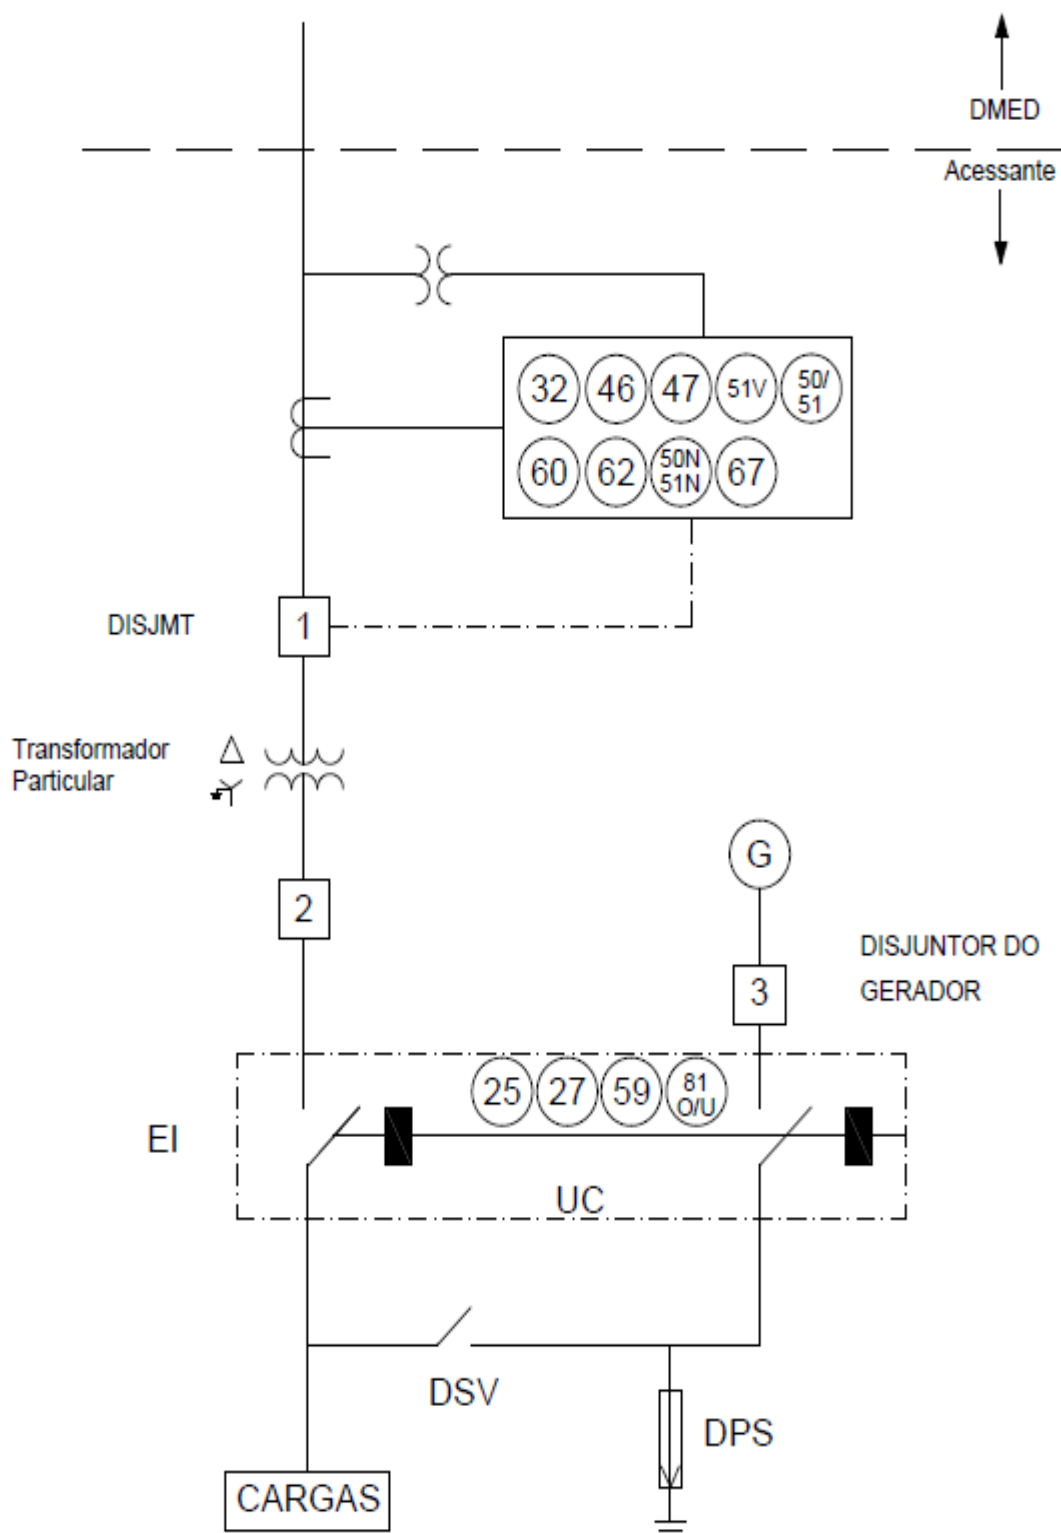 DMED
Acessante
32 46 47 51V 50/
51
60 62 50N
51N 67
DISJMT
1
Transformador
Particular
2
G
DISJUNTOR DO
3
GERADOR
25 27 59 81
O/U
EI
UC
DSV
DPS
CARGAS